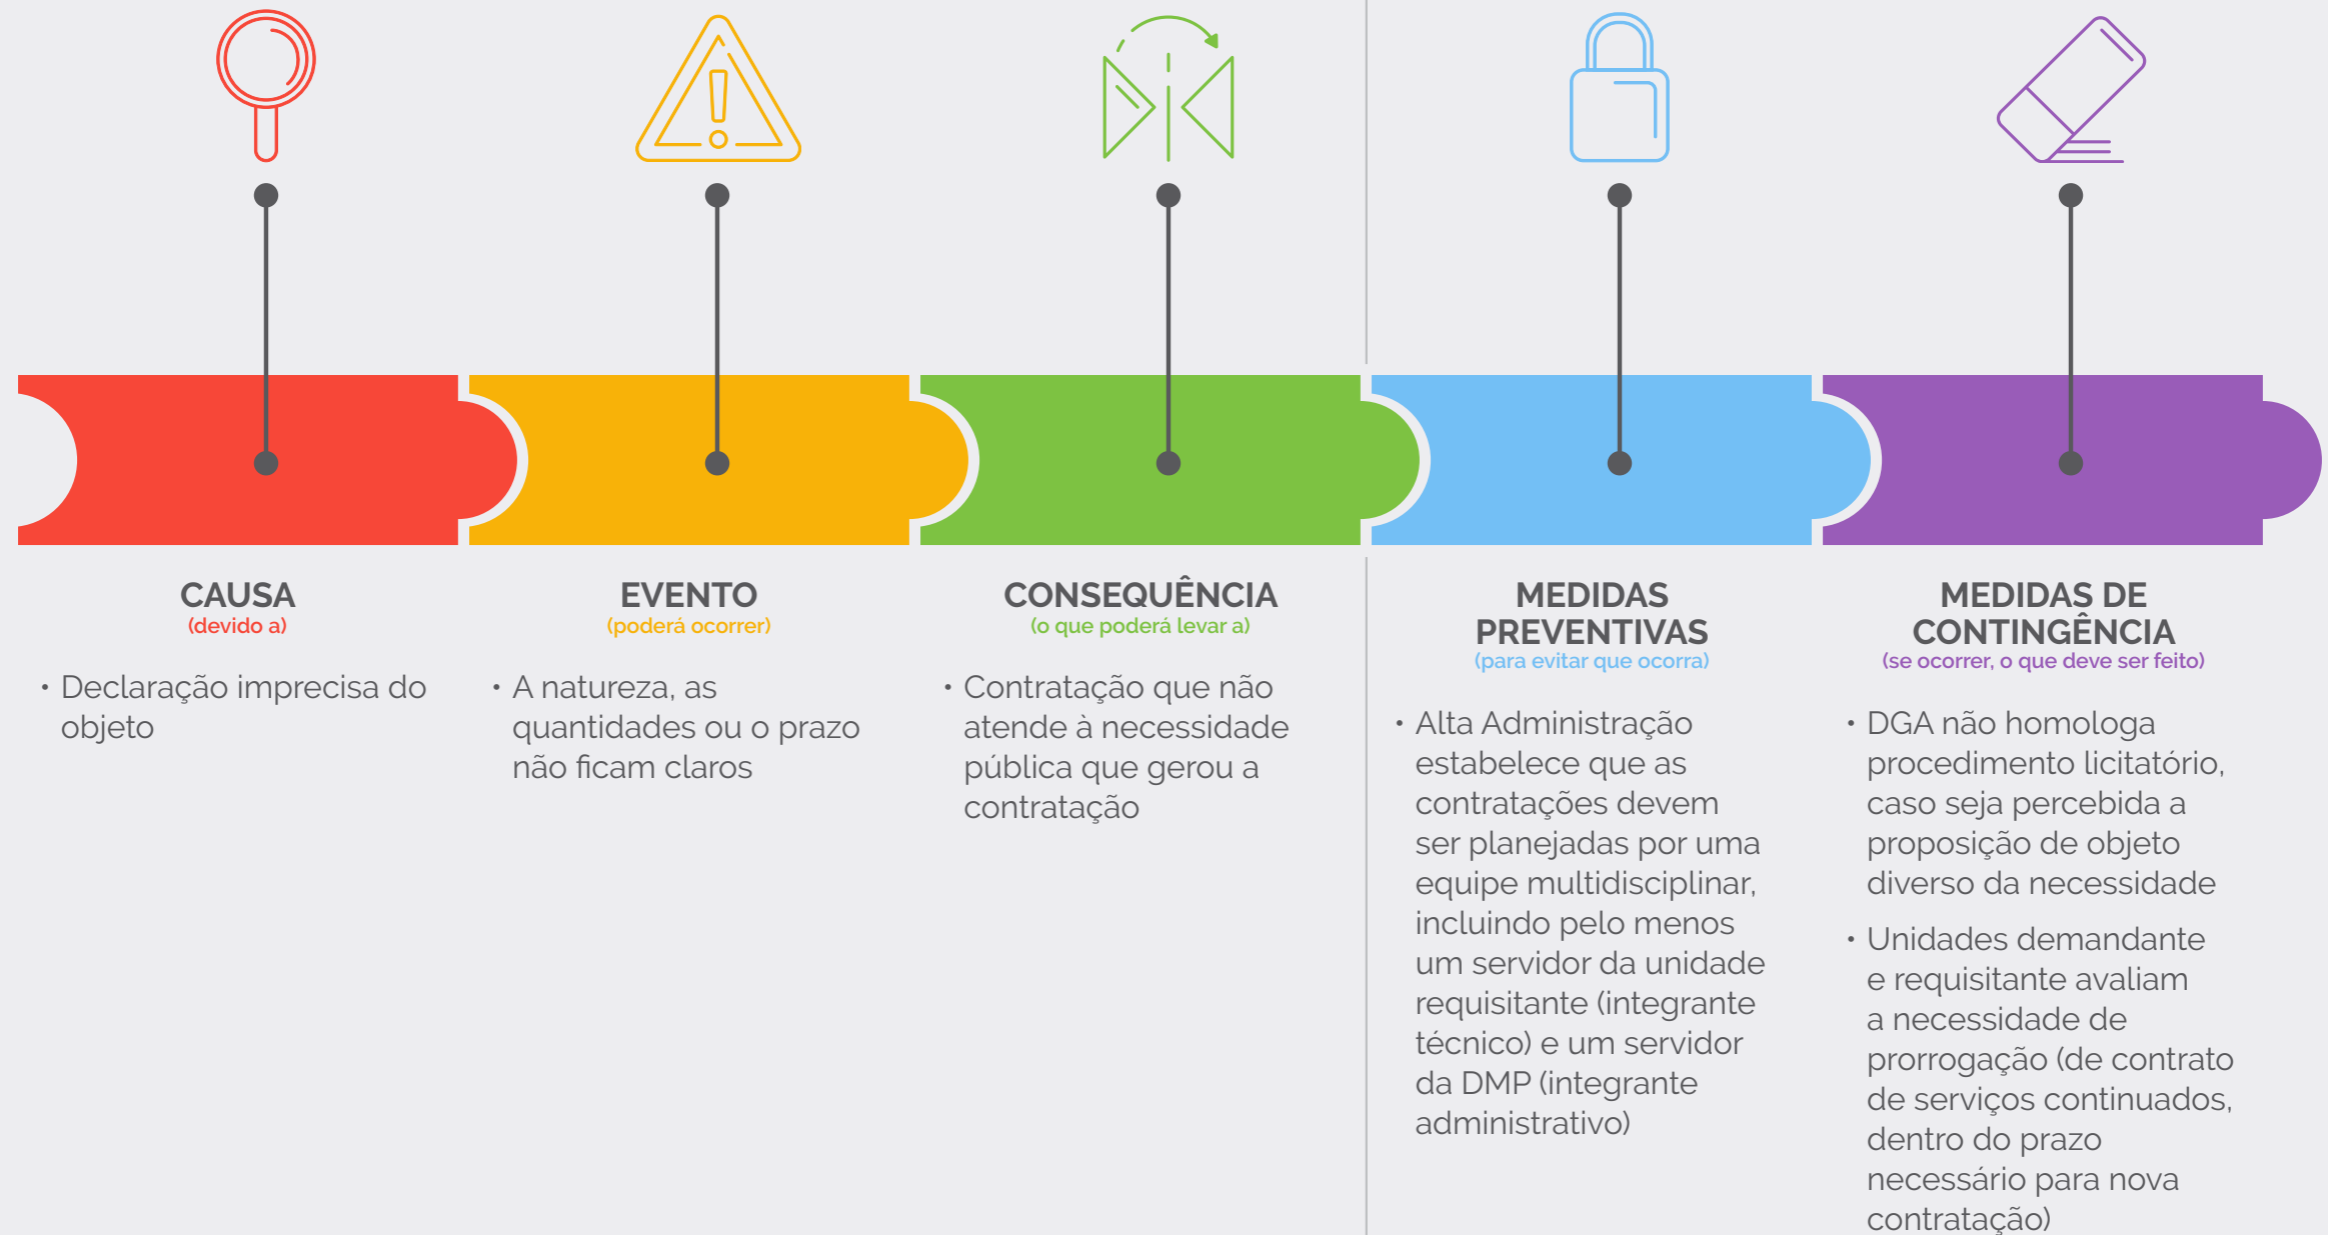 CAUSA
(devido a)
• Declaração imprecisa do
objeto
EVENTO
(poderá ocorrer)
• A natureza, as
quantidades ou o prazo
não ficam claros
CONSEQUÊNCIA
(o que poderá levar a)
• Contratação que não
atende à necessidade
pública que gerou a
contratação
MEDIDAS
PREVENTIVAS
(para evitar que ocorra)
• Alta Administração
estabelece que as
contratações devem
ser planejadas por uma
equipe multidisciplinar,
incluindo pelo menos
um servidor da unidade
requisitante (integrante
técnico) e um servidor
da DMP (integrante
administrativo)
MEDIDAS DE
CONTINGÊNCIA
(se ocorrer, o que deve ser feito)
• DGA não homologa
procedimento licitatório,
caso seja percebida a
proposição de objeto
diverso da necessidade
• Unidades demandante
e requisitante avaliam
a necessidade de
prorrogação (de contrato
de serviços continuados,
dentro do prazo
necessário para nova
contratação)